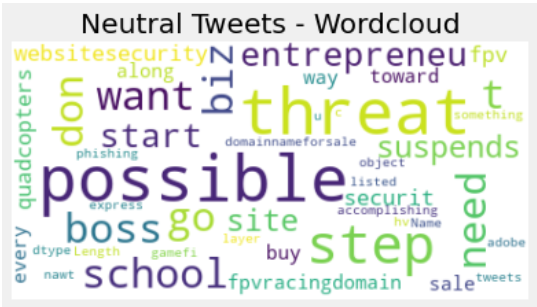 Neutral Tweets - Wordcloud
websitesecurity
biz
entrepreneu
fpv
along
way
toward
quadcopters
don
want
threat
t
something
u
c
start
domainnameforsale
suspends
phishing
possible
object
need
listed
securit
express
accomplishing
boss
go
site
hv
Name
step
every
layer
adobe
dtype
Length
gamefi
buy
nawt
school
fpvracingdomain
sale
tweets